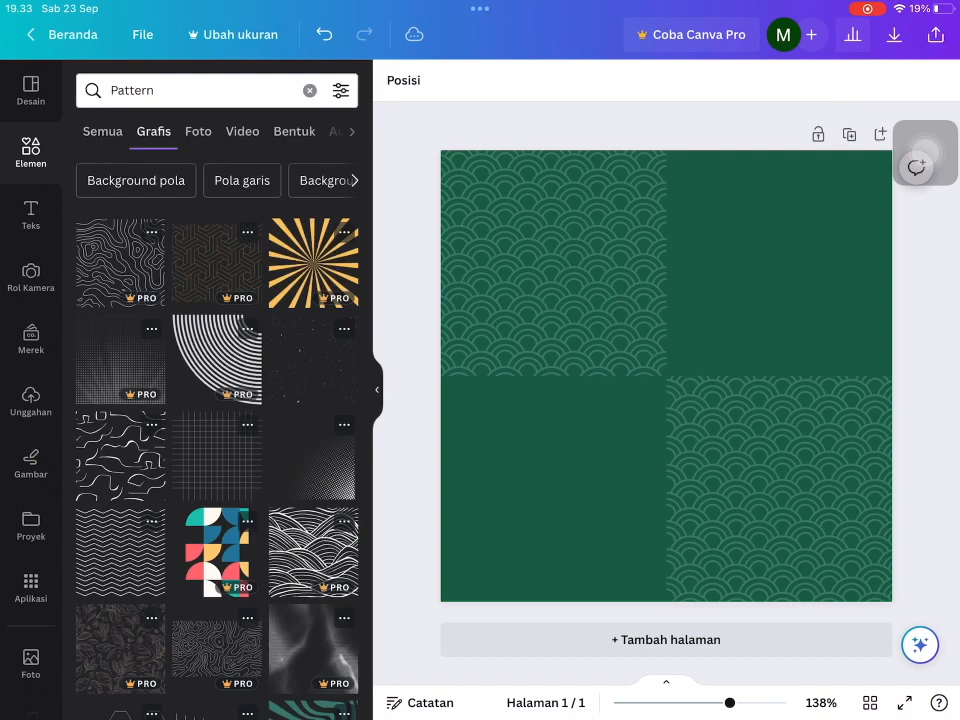 19.33 Sab 23 Sep
19%
Beranda
File
Ubah ukuran
Coba Canva Pro
M
Posisi
Pattern
Semua
Grafis
Foto
Video
Bentuk
Background pola
Pola garis
Desain
Elemen
Teks
Rol Kamera
CO.
Merek
Unggahan
Gambar
Proyek
Aplikasi
Foto
PRO
PRO
PRO
PRO
PRO
PRO
PRO
PRO
PRO
PRO
+ Tambah halaman
Catatan
Halaman 1 / 1
138%